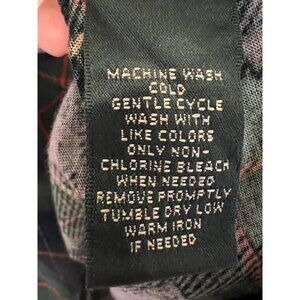 MACHINE WASH
COLD
GENTLE CYCLE
WASH WITH
LIKE COLORS
ONLY NON-
CHLORINE BLEACH
WHEN NEEDED
REMOVE PROMPTLY
TUMBLE DRY LOW
WARM IRON
IF NEEDED